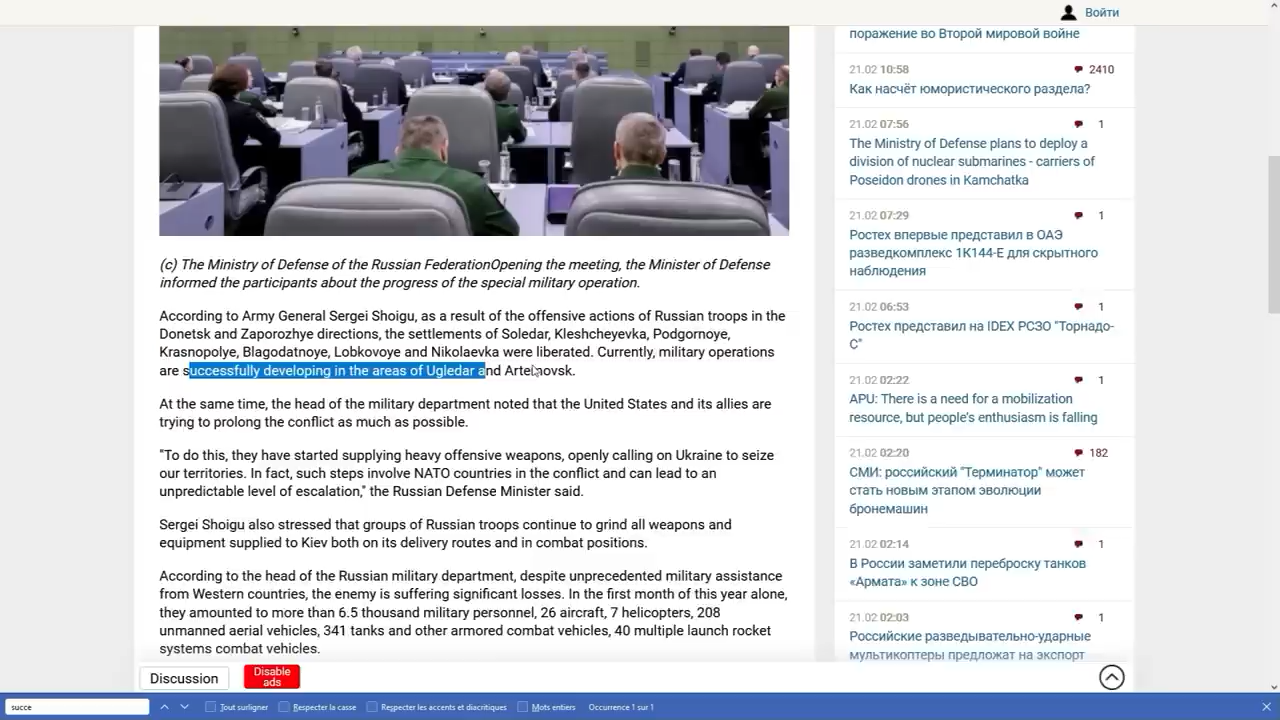 Войти
(c) The Ministry of Defense of the Russian FederationOpening the meeting, the Minister of Defense
informed the participants about the progress of the special military operation.
According to Army General Sergei Shoigu, as a result of the offensive actions of Russian troops in the
Donetsk and Zaporozhye directions, the settlements of Soledar, Kleshcheyevka, Podgornoye,
Krasnopolye, Blagodatnoye, Lobkovoye and Nikolaevka were liberated. Currently, military operations
are successfully developing in the areas of Ugledar and Artemovsk.
At the same time, the head of the military department noted that the United States and its allies are
trying to prolong the conflict as much as possible.
"To do this, they have started supplying heavy offensive weapons, openly calling on Ukraine to seize
our territories. In fact, such steps involve NATO countries in the conflict and can lead to an
unpredictable level of escalation," the Russian Defense Minister said.
Sergei Shoigu also stressed that groups of Russian troops continue to grind all weapons and
equipment supplied to Kiev both on its delivery routes and in combat positions.
According to the head of the Russian military department, despite unprecedented military assistance
from Western countries, the enemy is suffering significant losses. In the first month of this year alone,
they amounted to more than 6.5 thousand military personnel, 26 aircraft, 7 helicopters, 208
unmanned aerial vehicles, 341 tanks and other armored combat vehicles, 40 multiple launch rocket
systems combat vehicles.
поражение во Второй мировой войне
21.02 10:58 2410
Как насчёт юмористического раздела?
21.02 07:56 1
The Ministry of Defense plans to deploy a
division of nuclear submarines - carriers of
Poseidon drones in Kamchatka
21.02 07:29 1
Ростех впервые представил в ОАЭ
разведкомплекс 1К144-Е для скрытного
наблюдения
21.02 06:53 1
Ростех представил на IDEX РСЗО "Торнадо-
С"
21.02 02:22 1
APU: There is a need for a mobilization
resource, but people's enthusiasm is falling
21.02 02:20 182
СМИ: российский "Терминатор" может
стать новым этапом эволюции
бронемашин
21.02 02:14 1
В России заметили переброску танков
«Армата» к зоне СВО
21.02 02:03 1
Российские разведывательно-ударные
мультикоптеры предложат на экспорт
Discussion
Disable
ads
succe
Tout surligner
Respecter la casse
Respecter les accents et diacritiques
Mots entiers
Occurrence 1 sur 1